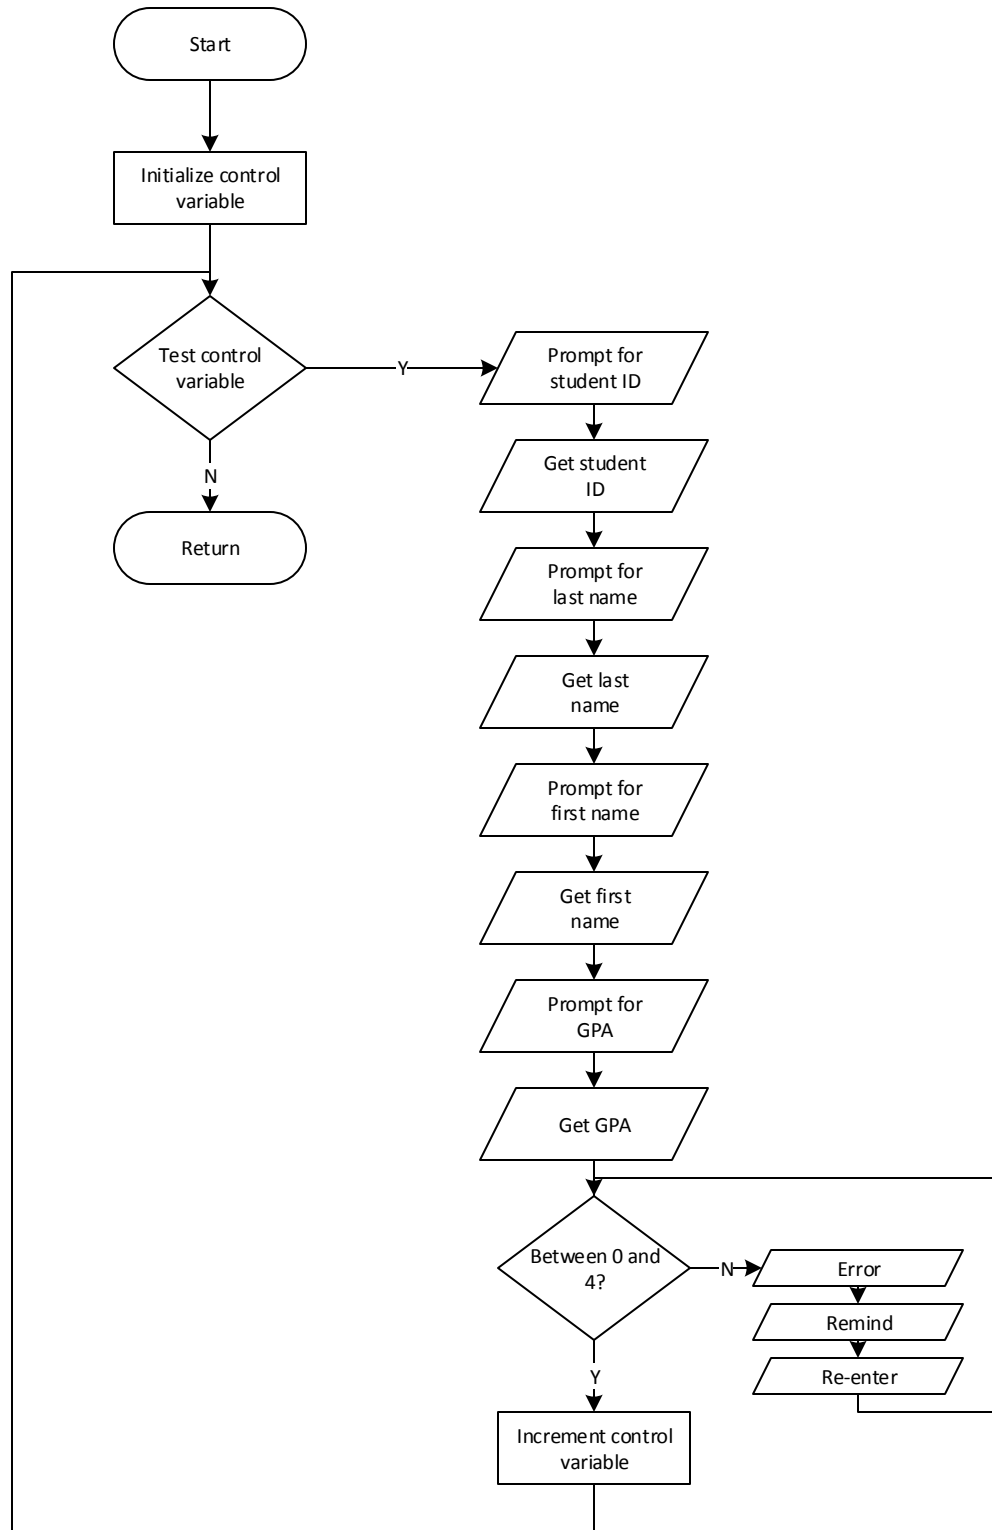 Start
Initialize control
variable
Test control
variable
Y
Prompt for
student ID
N
Get student
ID
Return
Prompt for
last name
Get last
name
Prompt for
first name
Get first
name
Prompt for
GPA
Get GPA
Between 0 and
4?
N
Error
Remind
Re-enter
Y
Increment control
variable